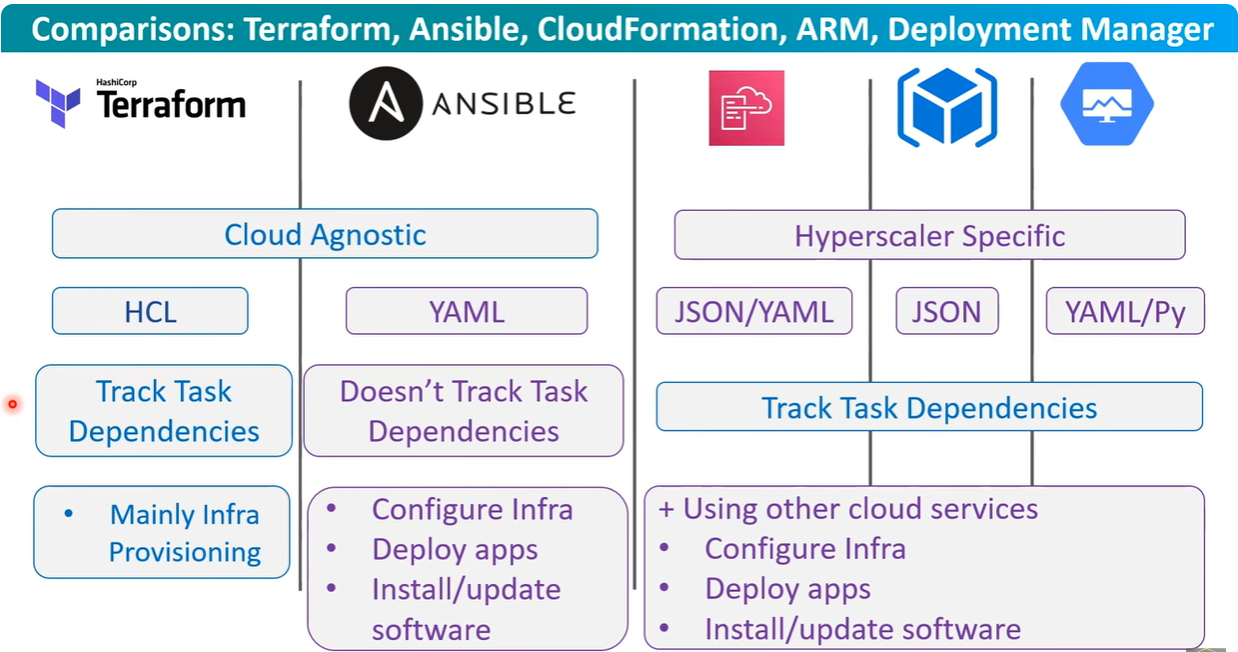 Comparisons: Terraform, Ansible, CloudFormation, ARM, Deployment Manager
HashiCorp
Terraform
ANSIBLE
Cloud Agnostic
Hyperscaler Specific
HCL
YAML
JSON/YAML
JSON
YAML/Py
Track Task
Dependencies
Doesn’t Track Task
Dependencies
Track Task Dependencies
• Mainly Infra
Provisioning
• Configure Infra
• Deploy apps
• Install/update
software
+ Using other cloud services
• Configure Infra
• Deploy apps
• Install/update software